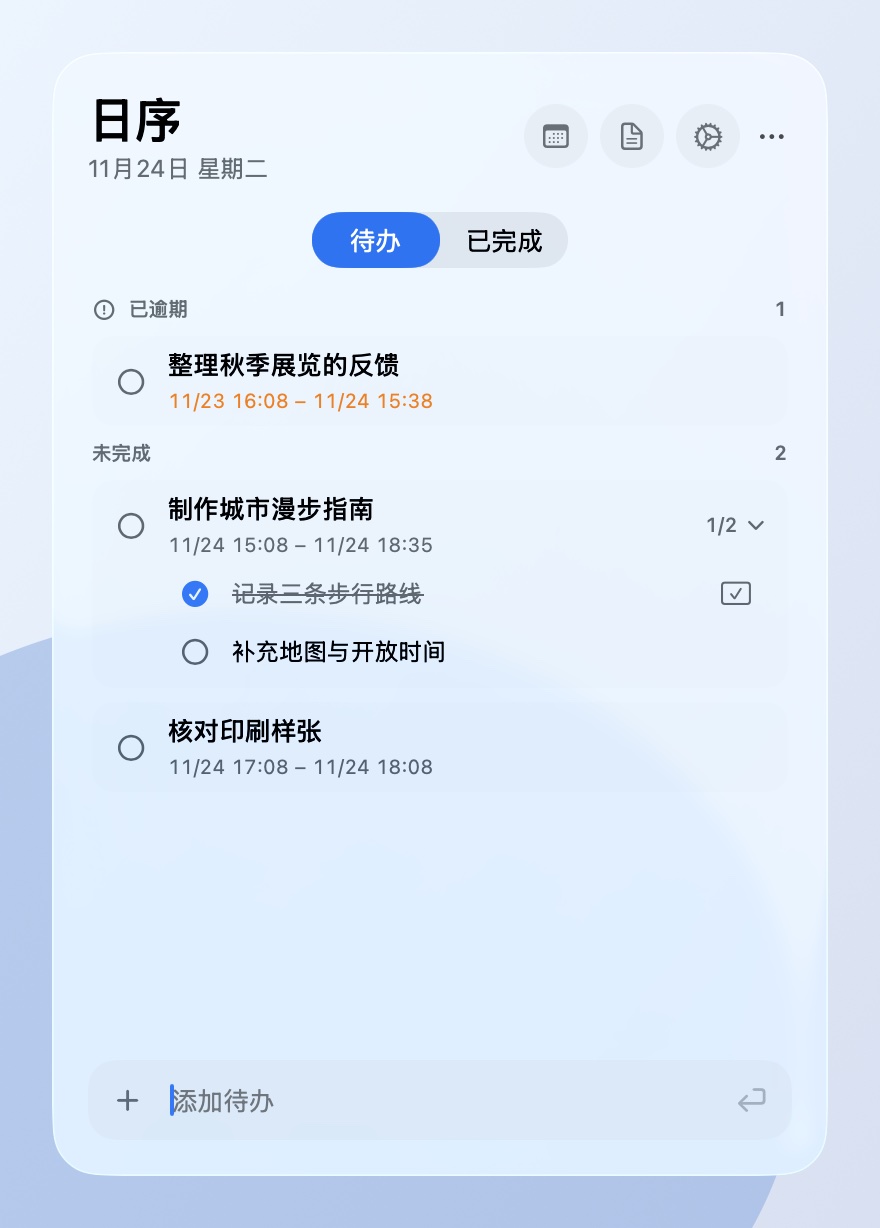 日序
11月24日 星期二
待办
已完成
已逾期
1
整理秋季展览的反馈
11/23 16:08 – 11/24 15:38
未完成
2
制作城市漫步指南
11/24 15:08 – 11/24 18:35
1/2
记录三条步行路线
补充地图与开放时间
核对印刷样张
11/24 17:08 – 11/24 18:08
添加待办